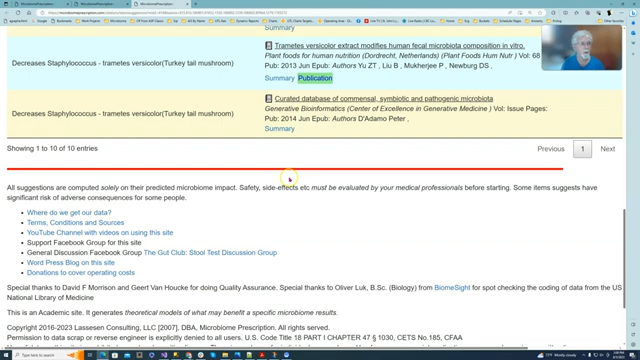 MicrobiomePrescription.
MicrobiomePrescription.
MicrobiomePrescription.
https://microbiomeprescription.com
Summary
Trametes versicolor extract modifies human fecal microbiota composition in vitro.
Plant foods for human nutrition (Dordrecht, Netherlands) (Plant Foods Hum Nutr ) Vol: 68
Decreases Staphylococcus - trametes versicolor(Turkey tail mushroom)
Pub: 2013 Jun Epub: Authors Yu ZT , Liu B , Mukherjee P , Newburg DS ,
Summary Publication
Curated database of commensal, symbiotic and pathogenic microbiota
Generative Bioinformatics (Center of Excellence in Generative Medicine ) Vol: Issue Pages:
Decreases Staphylococcus - trametes versicolor(Turkey tail mushroom)
Pub: 2014 Jun Epub: Authors D'Adamo Peter ,
Summary
Showing 1 to 10 of 10 entries
Previous 1 Next
All suggestions are computed solely on their predicted microbiome impact. Safety, side-effects etc must be evaluated by your medical professionals before starting. Some items suggests have
significant risk of adverse consequences for some people.
• Where do we get our data?
• Terms, Conditions and Sources
• YouTube Channel with videos on using this site
• Support Facebook Group for this site
• General Discussion Facebook Group The Gut Club: Stool Test Discussion Group
• Word Press Blog on this site
• Donations to cover operating costs
Special thanks to David F Morrison and Geert Van Houcke for doing Quality Assurance. Special thanks to Oliver Luk, B.Sc. (Biology) from BiomeSight for spot checking the coding of data from the US
National Library of Medicine
This is an Academic site. It generates theoretical models of what may benefit a specific microbiome results.
Copyright 2016-2023 Lassesen Consulting, LLC [2007], DBA, Microbiome Prescription. All rights served.
Permission to data scrap or reverse engineer is explicitly denied to all users. U.S. Code Title 18 PART I CHAPTER 47 § 1030, CETS No.185, CFAA
Type here to search